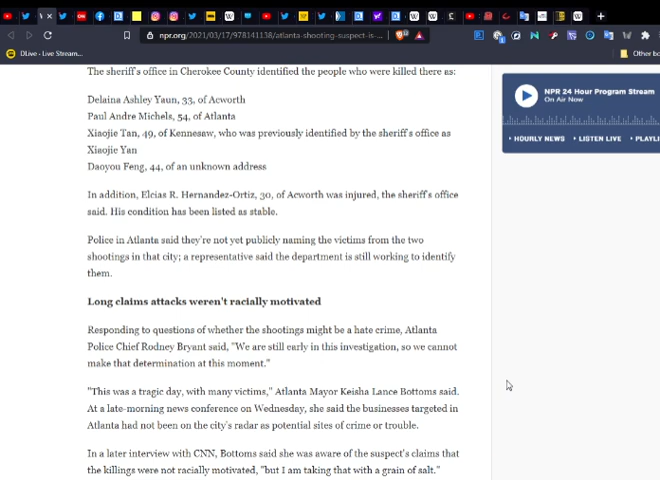 npr.org/2021/03/17/978141138/atlanta-shooting-suspect-is-...
DLive - Live Stream...
Other bo
The sheriff's office in Cherokee County identified the people who were killed there as:
Delaina Ashley Yaun, 33, of Acworth
Paul Andre Michels, 54, of Atlanta
Xiaojie Tan, 49, of Kennesaw, who was previously identified by the sheriff's office as
Xiaojie Yan
Daoyou Feng, 44, of an unknown address
NPR 24 Hour Program Stream
On Air Now
HOURLY NEWS
LISTEN LIVE
PLAYLI
In addition, Elcias R. Hernandez-Ortiz, 30, of Acworth was injured, the sheriff's office
said. His condition has been listed as stable.
Police in Atlanta said they're not yet publicly naming the victims from the two
shootings in that city; a representative said the department is still working to identify
them.
Long claims attacks weren't racially motivated
Responding to questions of whether the shootings might be a hate crime, Atlanta
Police Chief Rodney Bryant said, "We are still early in this investigation, so we cannot
make that determination at this moment."
"This was a tragic day, with many victims," Atlanta Mayor Keisha Lance Bottoms said.
At a late-morning news conference on Wednesday, she said the businesses targeted in
Atlanta had not been on the city's radar as potential sites of crime or trouble.
In a later interview with CNN, Bottoms said she was aware of the suspect's claims that
the killings were not racially motivated, "but I am taking that with a grain of salt."